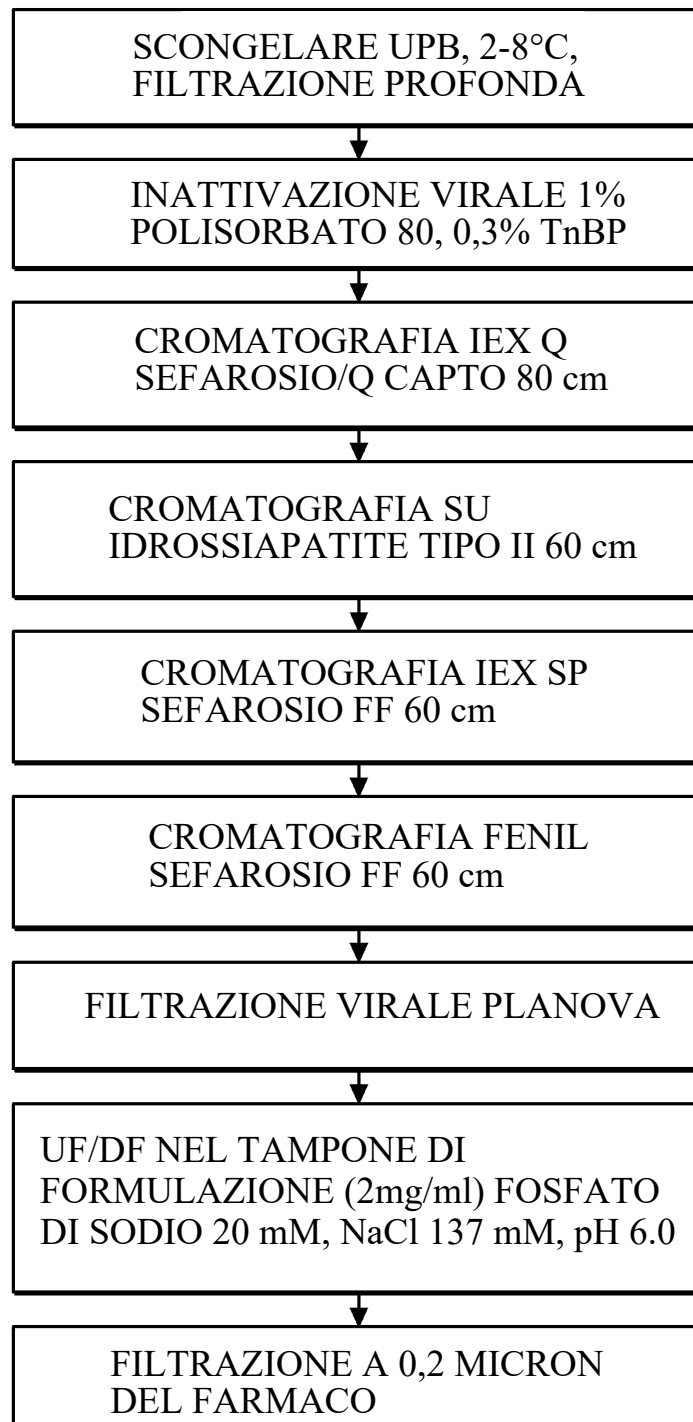 SCONGELARE UPB, 2-8°C,
FILTRAZIONE PROFONDA
INATTIVAZIONE VIRALE 1%
POLISORBATO 80, 0,3% TnBP
CROMATOGRAFIA IEX Q
SEFAROSIO/Q CAPTO 80 cm
CROMATOGRAFIA SU
IDROSSIAPATITE TIPO II 60 cm
CROMATOGRAFIA IEX SP
SEFAROSIO FF 60 cm
CROMATOGRAFIA FENIL
SEFAROSIO FF 60 cm
FILTRAZIONE VIRALE PLANOVA
UF/DF NEL TAMPONE DI
FORMULAZIONE (2mg/ml) FOSFATO
DI SODIO 20 mM, NaCl 137 mM, pH 6.0
FILTRAZIONE A 0,2 MICRON
DEL FARMACO